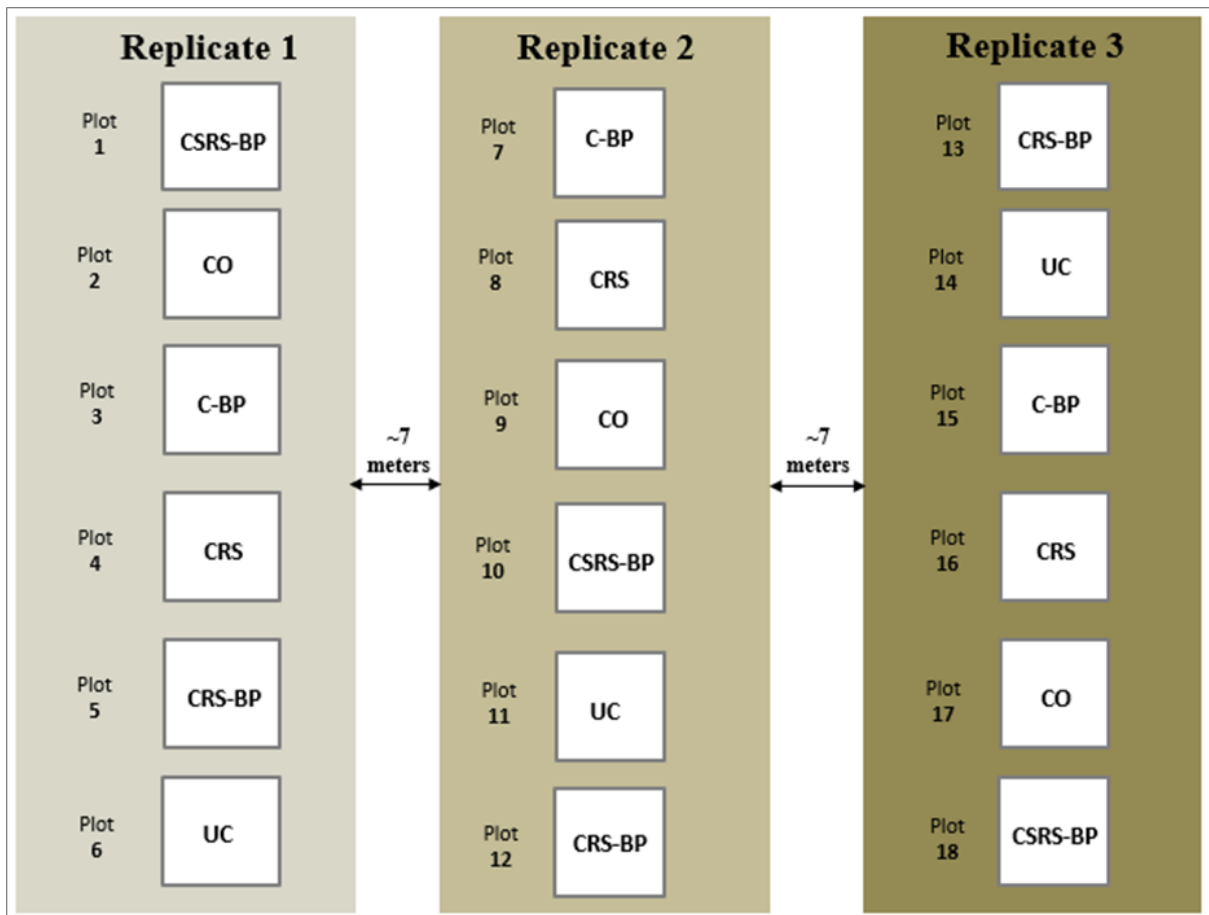 Replicate 1
Plot
1
CSRS-BP
Plot
2
CO
Plot
3
C-BP
Plot
4
CRS
Plot
5
CRS-BP
Plot
6
UC
~7
meters
Replicate 2
Plot
7
C-BP
Plot
8
CRS
Plot
9
CO
Plot
10
CSRS-BP
Plot
11
UC
Plot
12
CRS-BP
~7
meters
Replicate 3
Plot
13
CRS-BP
Plot
14
UC
Plot
15
C-BP
Plot
16
CRS
Plot
17
CO
Plot
18
CSRS-BP